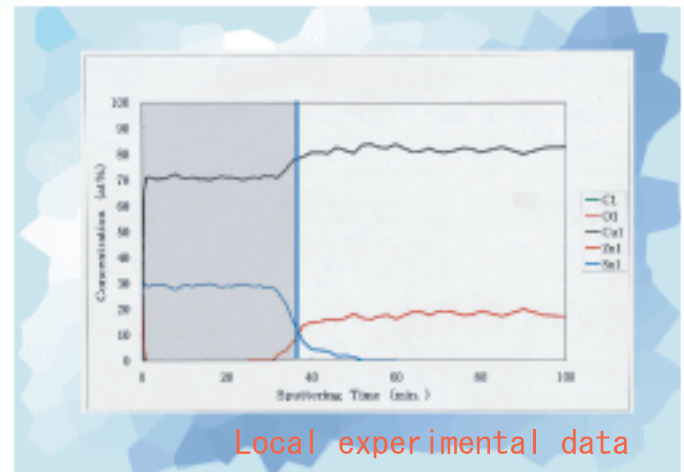 100
90
80
70
60
50
40
30
20
10
0
Concentration (at%)
0 20 40 60 80 100
Sputtering Time (min.)
C1
O1
Cu1
Zn1
Sn1
Local experimental data